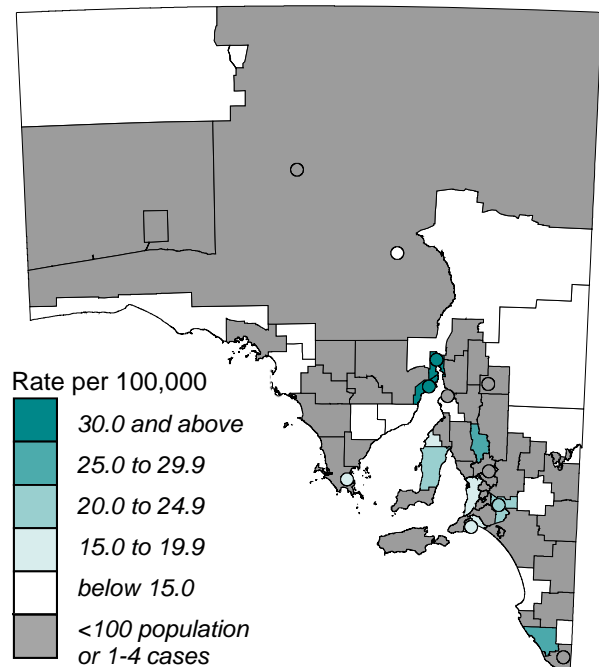 Rate per 100,000
30.0 and above
25.0 to 29.9
20.0 to 24.9
15.0 to 19.9
below 15.0
<100 population
or 1-4 cases